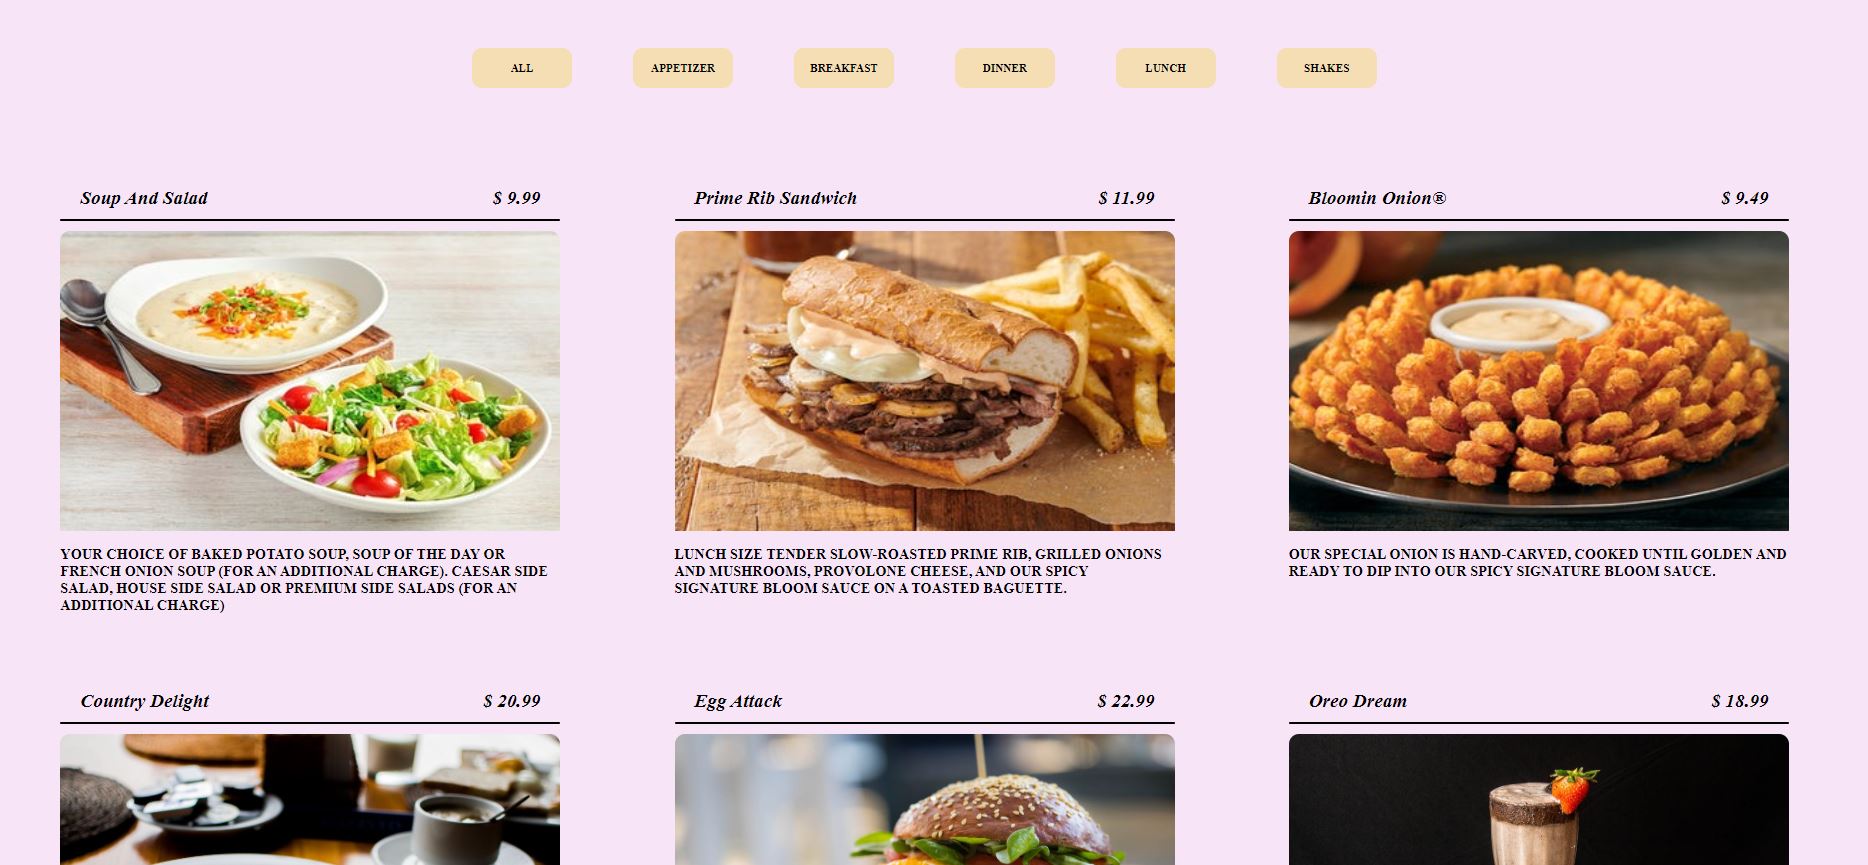 ALL APPETIZER BREAKFAST DINNER LUNCH SHAKES
Soup And Salad $ 9.99
YOUR CHOICE OF BAKED POTATO SOUP, SOUP OF THE DAY OR
FRENCH ONION SOUP (FOR AN ADDITIONAL CHARGE). CAESAR SIDE
SALAD, HOUSE SIDE SALAD OR PREMIUM SIDE SALADS (FOR AN
ADDITIONAL CHARGE)
Prime Rib Sandwich $ 11.99
LUNCH SIZE TENDER SLOW-ROASTED PRIME RIB, GRILLED ONIONS
AND MUSHROOMS, PROVOLONE CHEESE, AND OUR SPICY
SIGNATURE BLOOM SAUCE ON A TOASTED BAGUETTE.
Bloomin Onion® $ 9.49
OUR SPECIAL ONION IS HAND-CARVED, COOKED UNTIL GOLDEN AND
READY TO DIP INTO OUR SPICY SIGNATURE BLOOM SAUCE.
Country Delight $ 20.99
Egg Attack $ 22.99
Oreo Dream $ 18.99